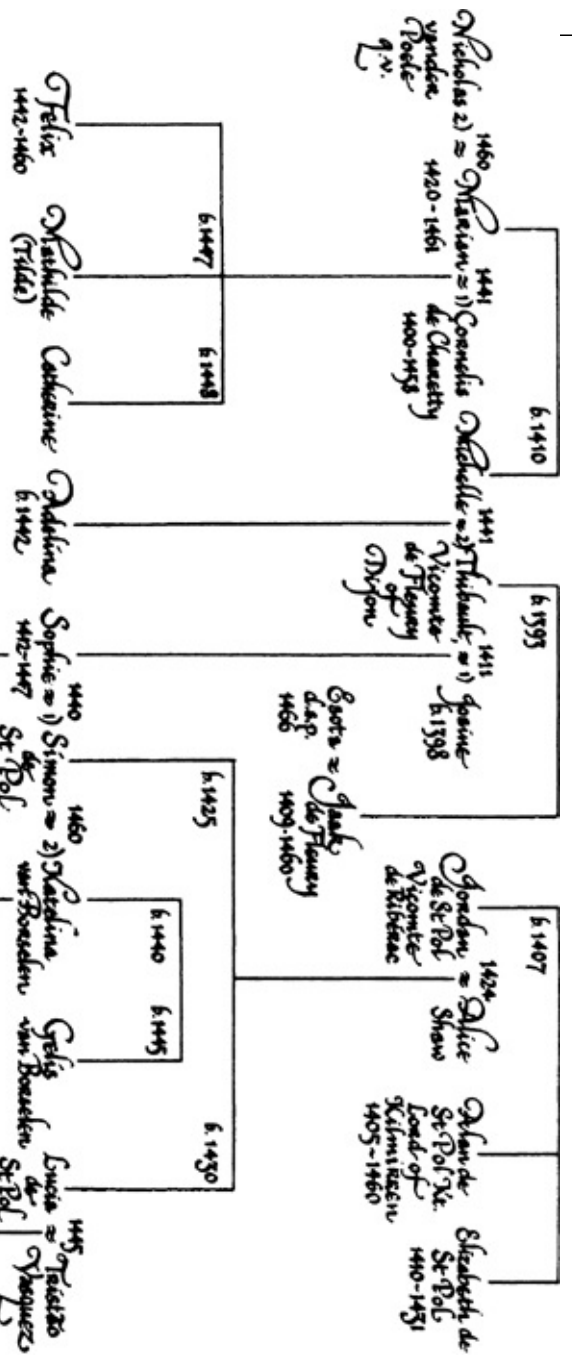 b.1410
b.1393
b.1407
1460
1441
1441
1411
1424
Nicholas 2) = Marian = 1) Cornelis
vander
Poele
q.v.
1420-1461
de Charetty
1400-1458
Michelle = 2) Thibault, = 1) Josine
Vicomte
de Fleury
of
Dijon
b.1398
Esota = Jaak
d.s.p.
1466
de Fleury
1409-1460
Jordan = Alice
de St Pol
Vicomte
de Ribérac
Shaw
Alan de
St Pol Kt.
Lord of
Kilmirren
1405-1460
Elizabeth de
St Pol
1410-1431
b.1447
b.1448
b.1425
b.1440
b.1445
b.1430
Felix
1442-1460
Mathilde
(Tilde)
Catherine
Adelina
b.1442
1440
1460
1445
Sophie = 1) Simon = 2) Katelina
1412-1447
de
St Pol
van Borselen
Gelis
van Borselen
Lucia = Tristão
de
St Pol
Vasquez